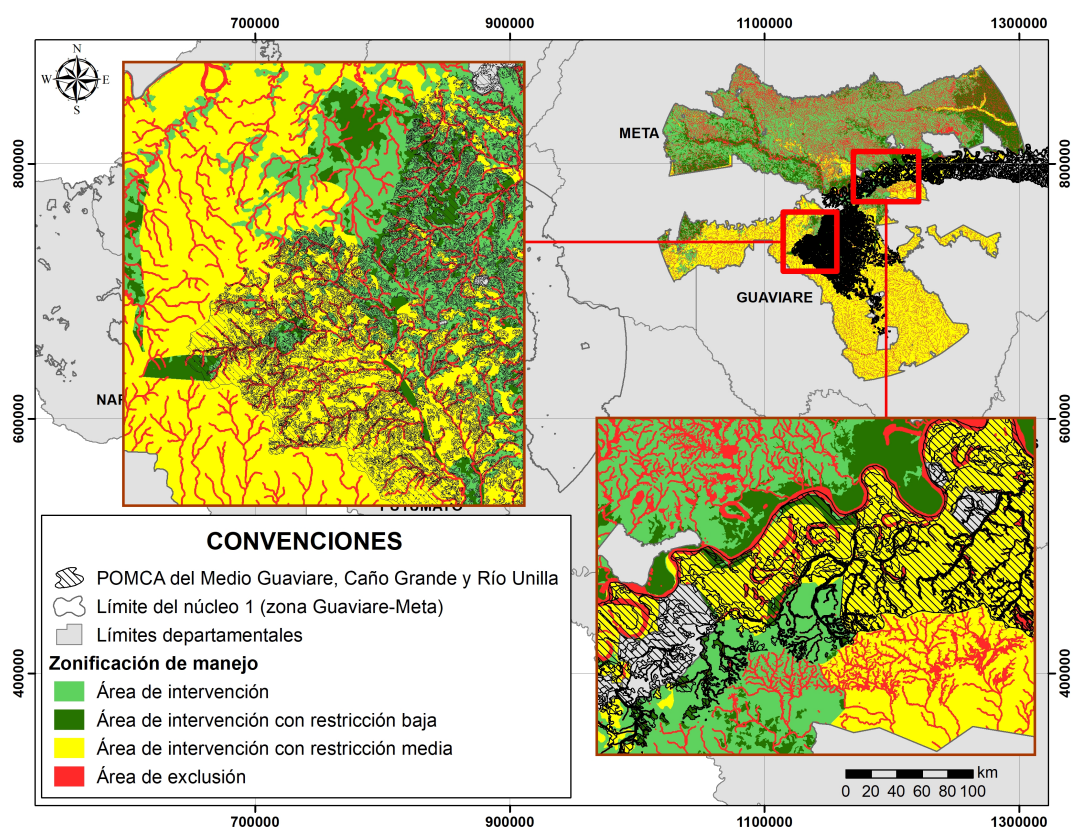 700000
900000
1100000
1300000
N
W
E
S
META
800000
800000
GUAVIARE
NAR
600000
600000
PUTUMAYO
CONVENCIONES
POMCA del Medio Guaviare, Caño Grande y Río Unilla
Límite del núcleo 1 (zona Guaviare-Meta)
Límites departamentales
Zonificación de manejo
Área de intervención
Área de intervención con restricción baja
Área de intervención con restricción media
Área de exclusión
400000
400000
km
0 20 40 60 80 100
700000
900000
1100000
1300000